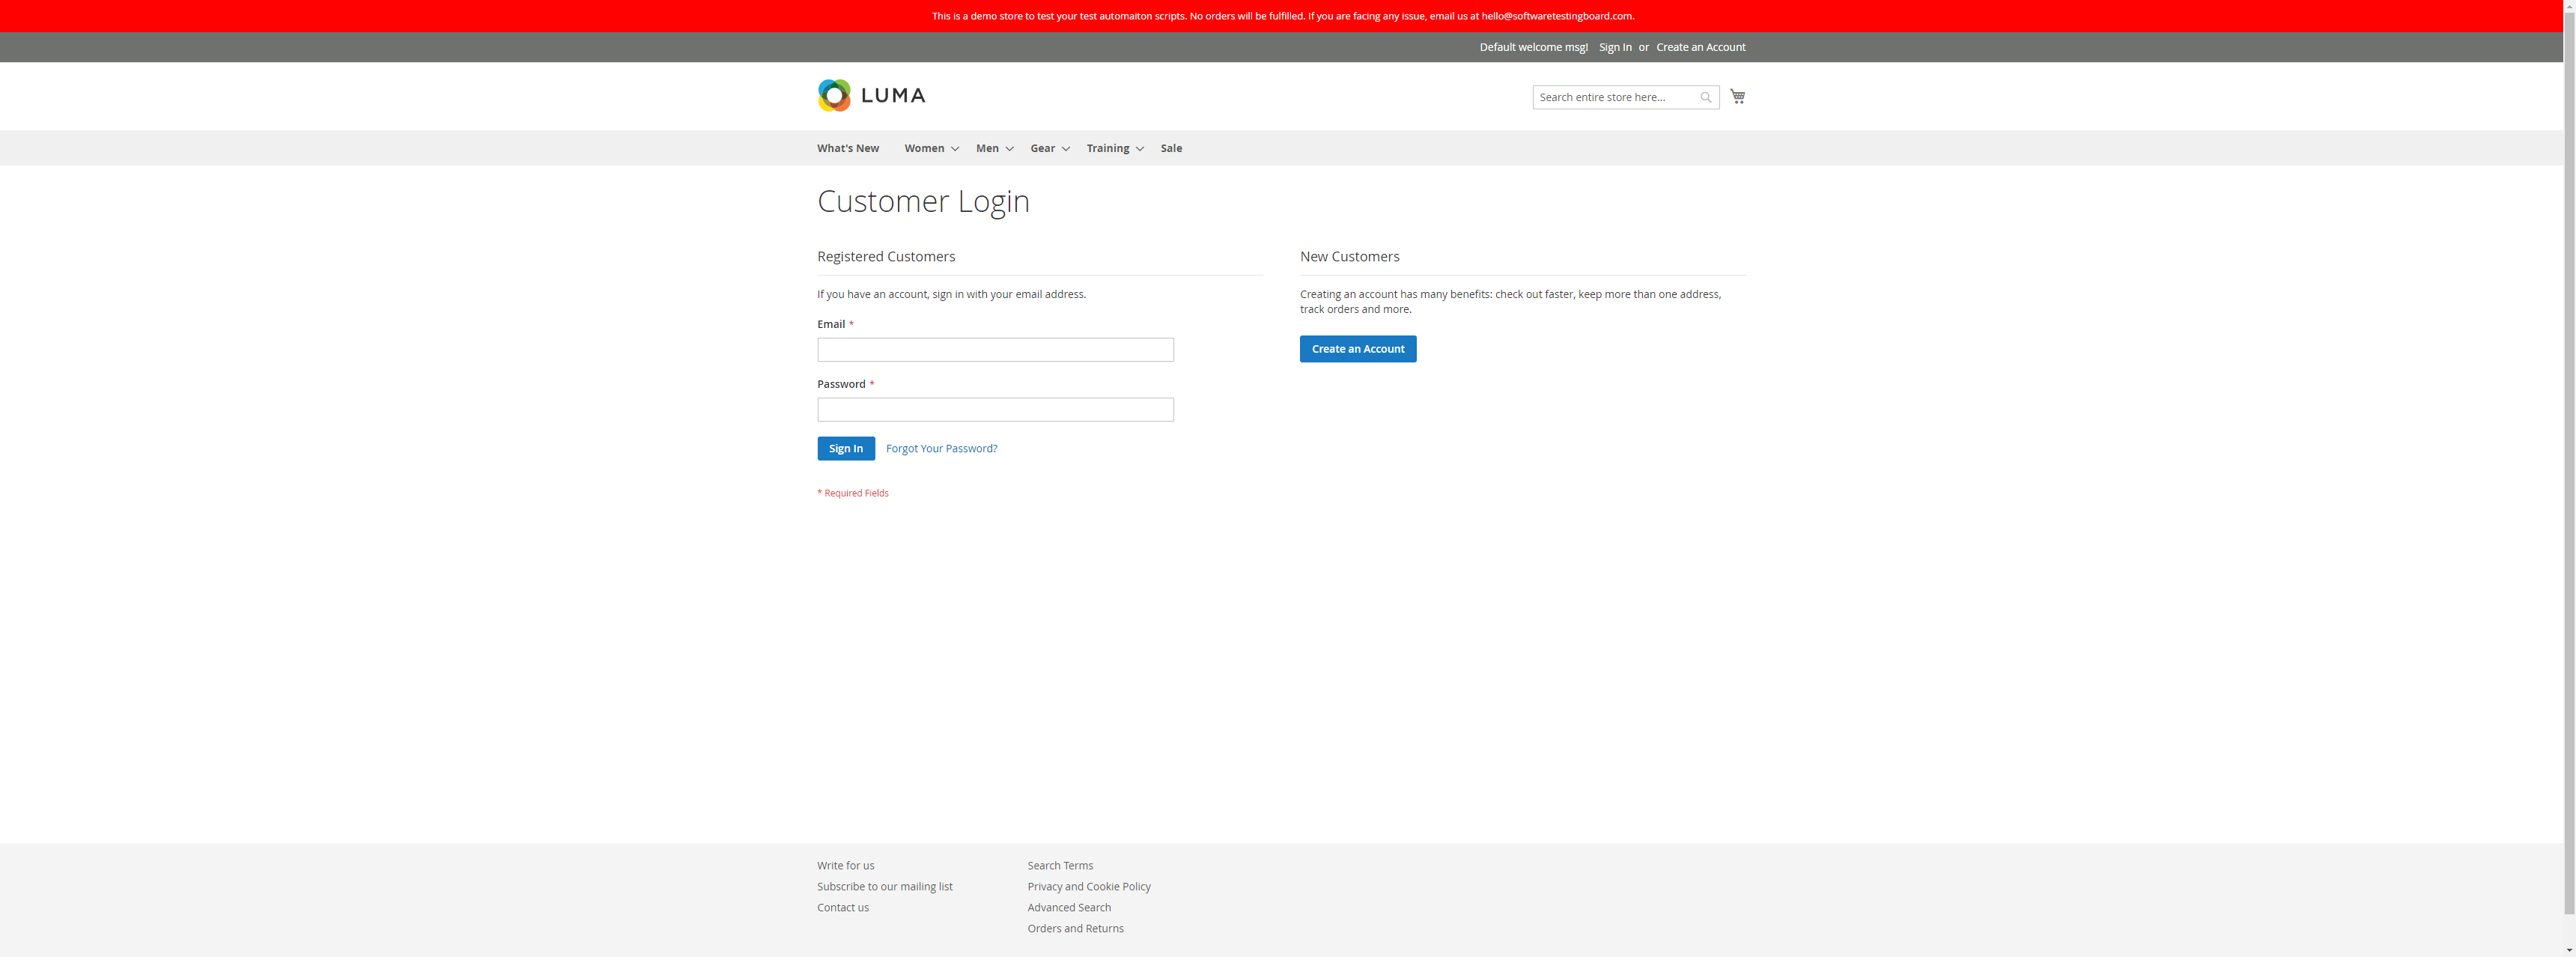 This is a demo store to test your test automaiton scripts. No orders will be fulfilled. If you are facing any issue, email us at hello@softwaretestingboard.com.
Default welcome msg! Sign In or Create an Account
LUMA
Search entire store here...
What's New Women Men Gear Training Sale
Customer Login
Registered Customers
If you have an account, sign in with your email address.
Email *
Password *
Sign In Forgot Your Password?
* Required Fields
New Customers
Creating an account has many benefits: check out faster, keep more than one address,
track orders and more.
Create an Account
Write for us
Subscribe to our mailing list
Contact us
Search Terms
Privacy and Cookie Policy
Advanced Search
Orders and Returns